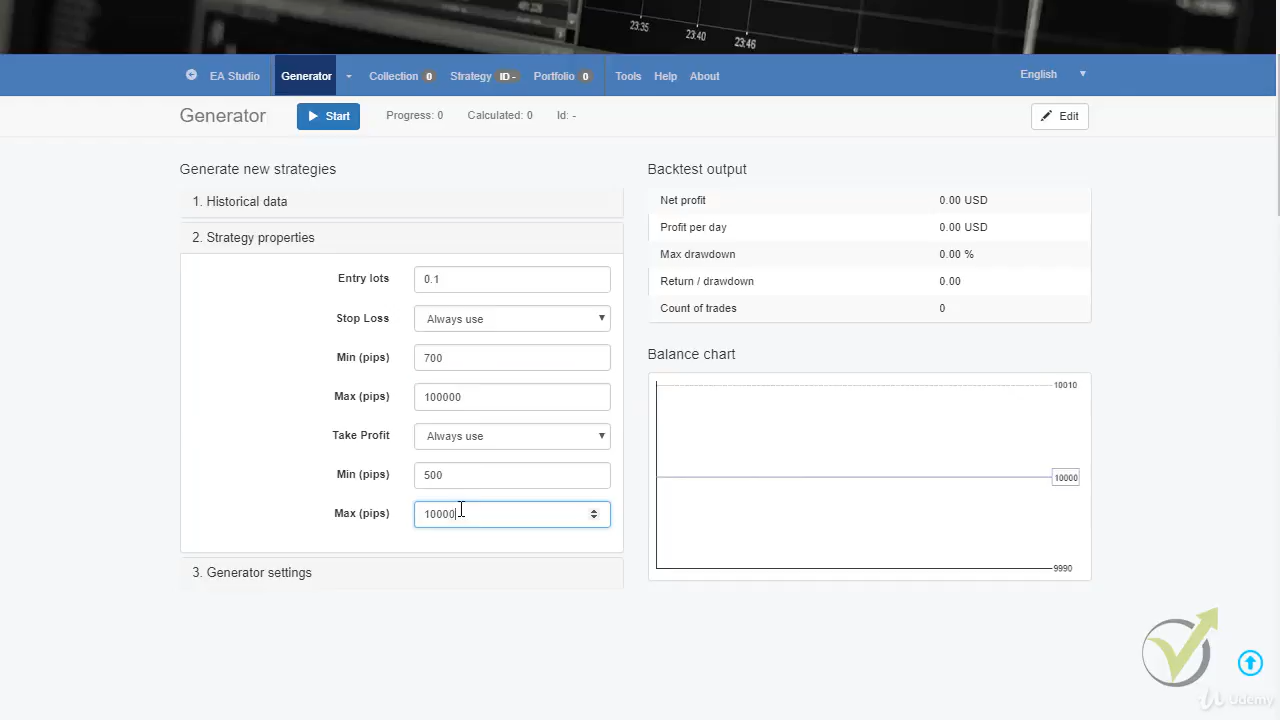 23:35
23:40
23:46
EA Studio
Generator
Collection 0
Strategy ID -
Portfolio 0
Tools
Help
About
English
Generator
Start
Progress: 0
Calculated: 0
Id: -
Edit
Generate new strategies
1. Historical data
2. Strategy properties
Entry lots 0.1
Stop Loss Always use
Min (pips) 700
Max (pips) 100000
Take Profit Always use
Min (pips) 500
Max (pips) 10000
3. Generator settings
Backtest output
Net profit 0.00 USD
Profit per day 0.00 USD
Max drawdown 0.00 %
Return / drawdown 0.00
Count of trades 0
Balance chart
10010
10000
9990
Udemy